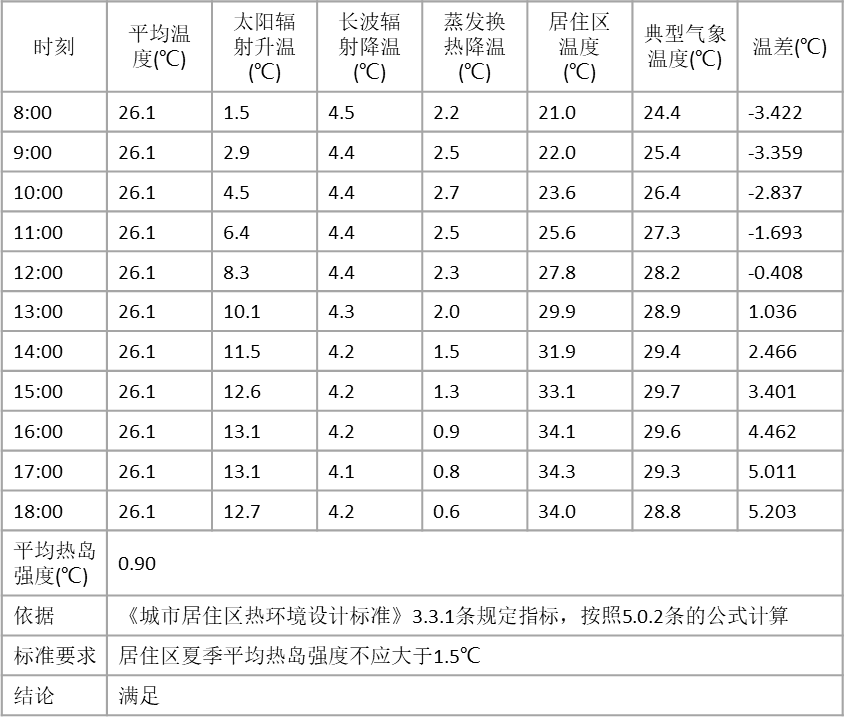 时刻 平均温度(℃) 太阳辐射升温(℃) 长波辐射降温(℃) 蒸发换热降温(℃) 居住区温度(℃) 典型气象温度(℃) 温差(℃)
8:00 26.1 1.5 4.5 2.2 21.0 24.4 -3.422
9:00 26.1 2.9 4.4 2.5 22.0 25.4 -3.359
10:00 26.1 4.5 4.4 2.7 23.6 26.4 -2.837
11:00 26.1 6.4 4.4 2.5 25.6 27.3 -1.693
12:00 26.1 8.3 4.4 2.3 27.8 28.2 -0.408
13:00 26.1 10.1 4.3 2.0 29.9 28.9 1.036
14:00 26.1 11.5 4.2 1.5 31.9 29.4 2.466
15:00 26.1 12.6 4.2 1.3 33.1 29.7 3.401
16:00 26.1 13.1 4.2 0.9 34.1 29.6 4.462
17:00 26.1 13.1 4.1 0.8 34.3 29.3 5.011
18:00 26.1 12.7 4.2 0.6 34.0 28.8 5.203
平均热岛强度(℃) 0.90
依据 《城市居住区热环境设计标准》3.3.1条规定指标，按照5.0.2条的公式计算
标准要求 居住区夏季平均热岛强度不应大于1.5℃
结论 满足